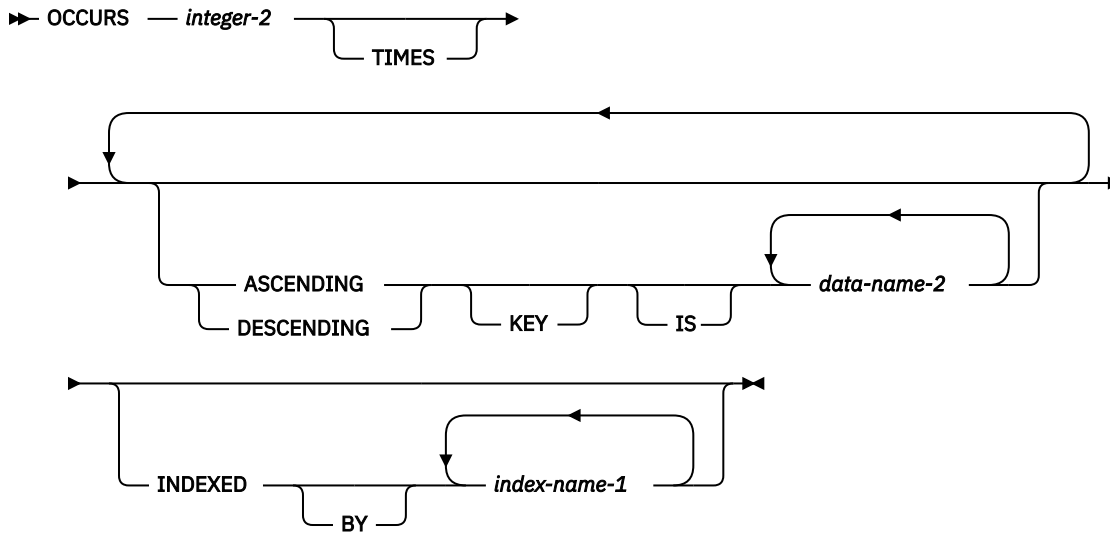 OCCURS integer-2
TIMES
ASCENDING data-name-2
DESCENDING KEY IS
INDEXED index-name-1
BY